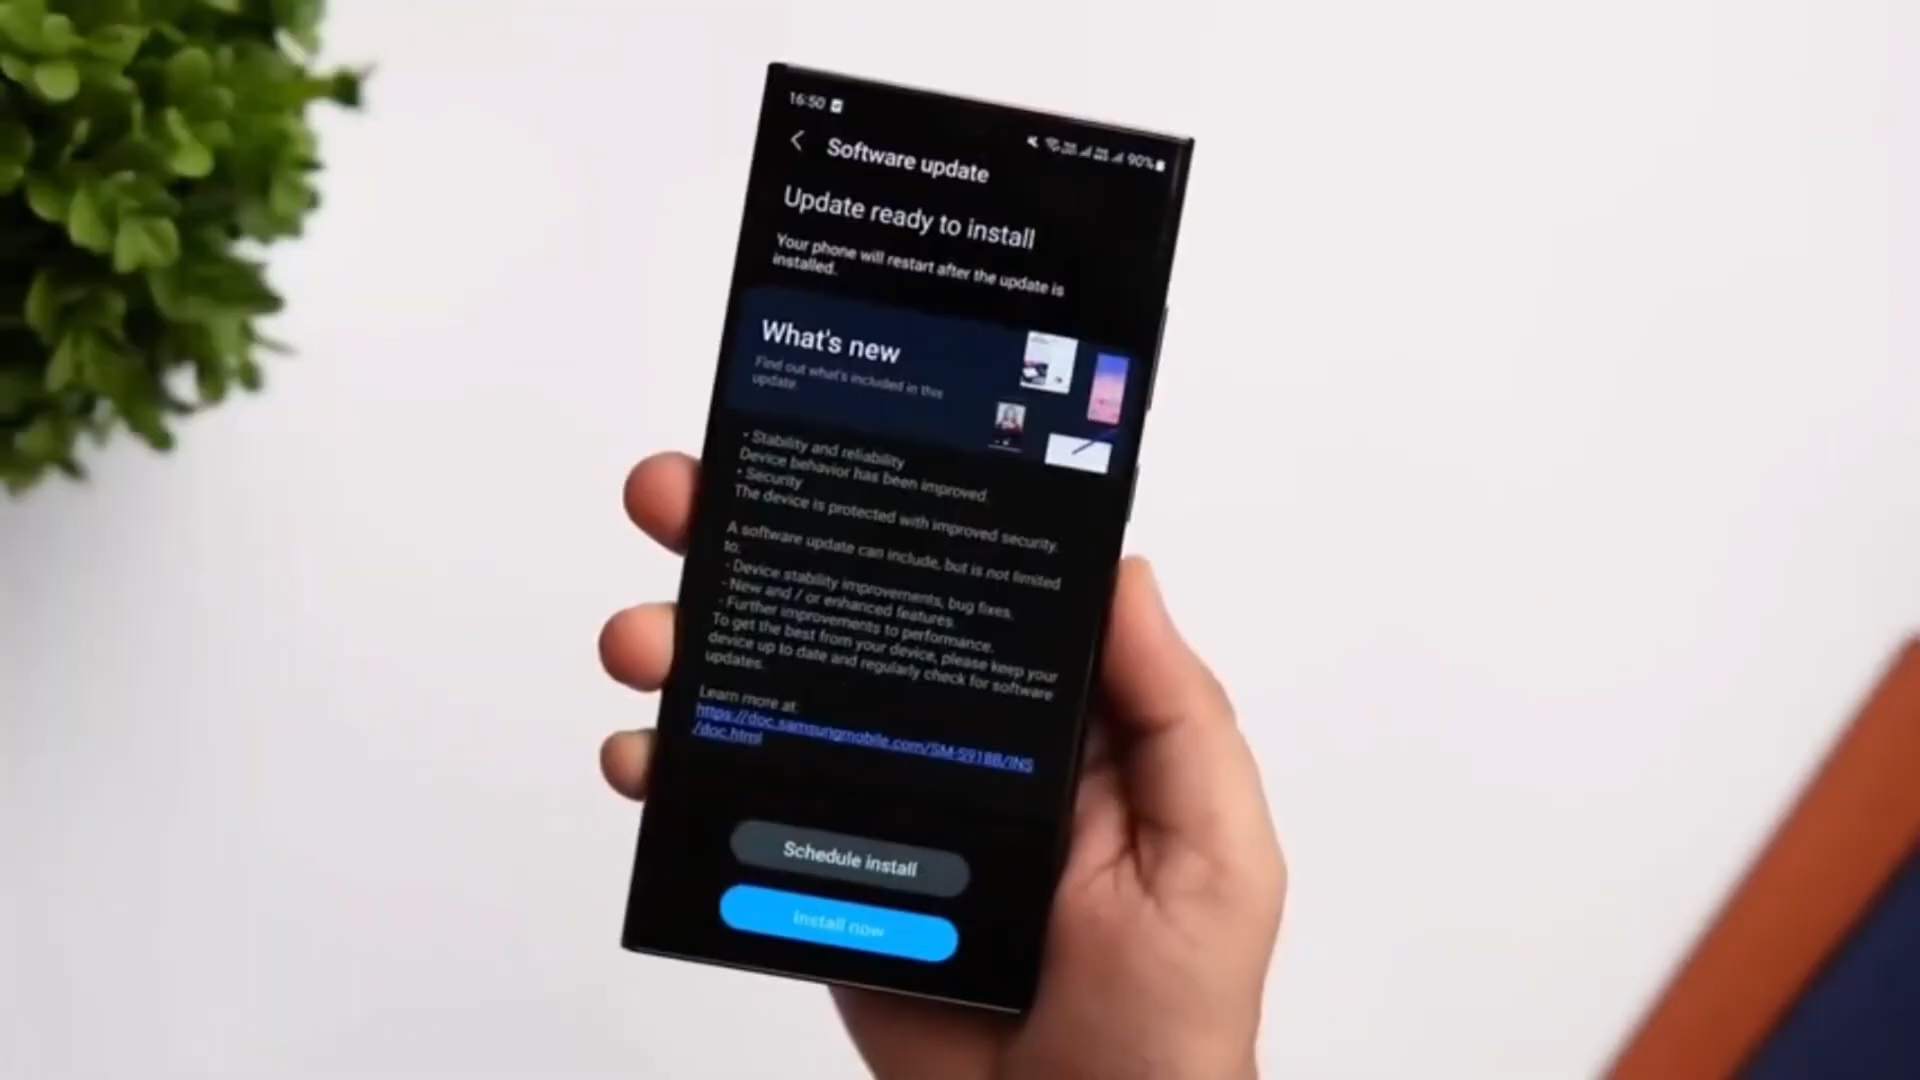 16:50
90%
Software update
Update ready to install
Your phone will restart after the update is
installed.
What's new
Find out what's included in this
update.
• Stability and reliability
Device behavior has been improved.
• Security
The device is protected with improved security.
A software update can include, but is not limited
to:
- Device stability improvements, bug fixes.
- New and / or enhanced features.
- Further improvements to performance.
To get the best from your device, please keep your
device up to date and regularly check for software
updates.
Learn more at:
https://doc.samsungmobile.com/SM-S918B/INS
/doc.html
Schedule install
Install now